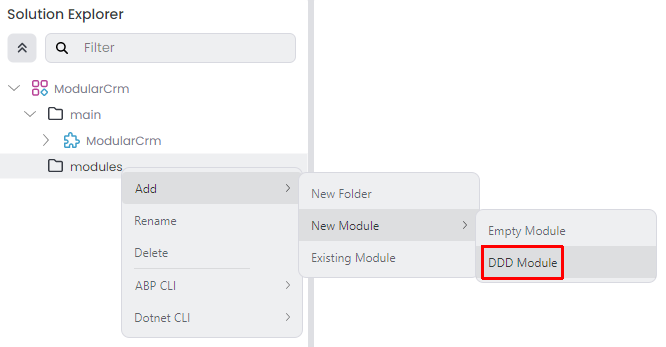 Solution Explorer
Filter
ModularCrm
main
ModularCrm
modules
Add
Rename
Delete
ABP CLI
Dotnet CLI
New Folder
New Module
Existing Module
Empty Module
DDD Module